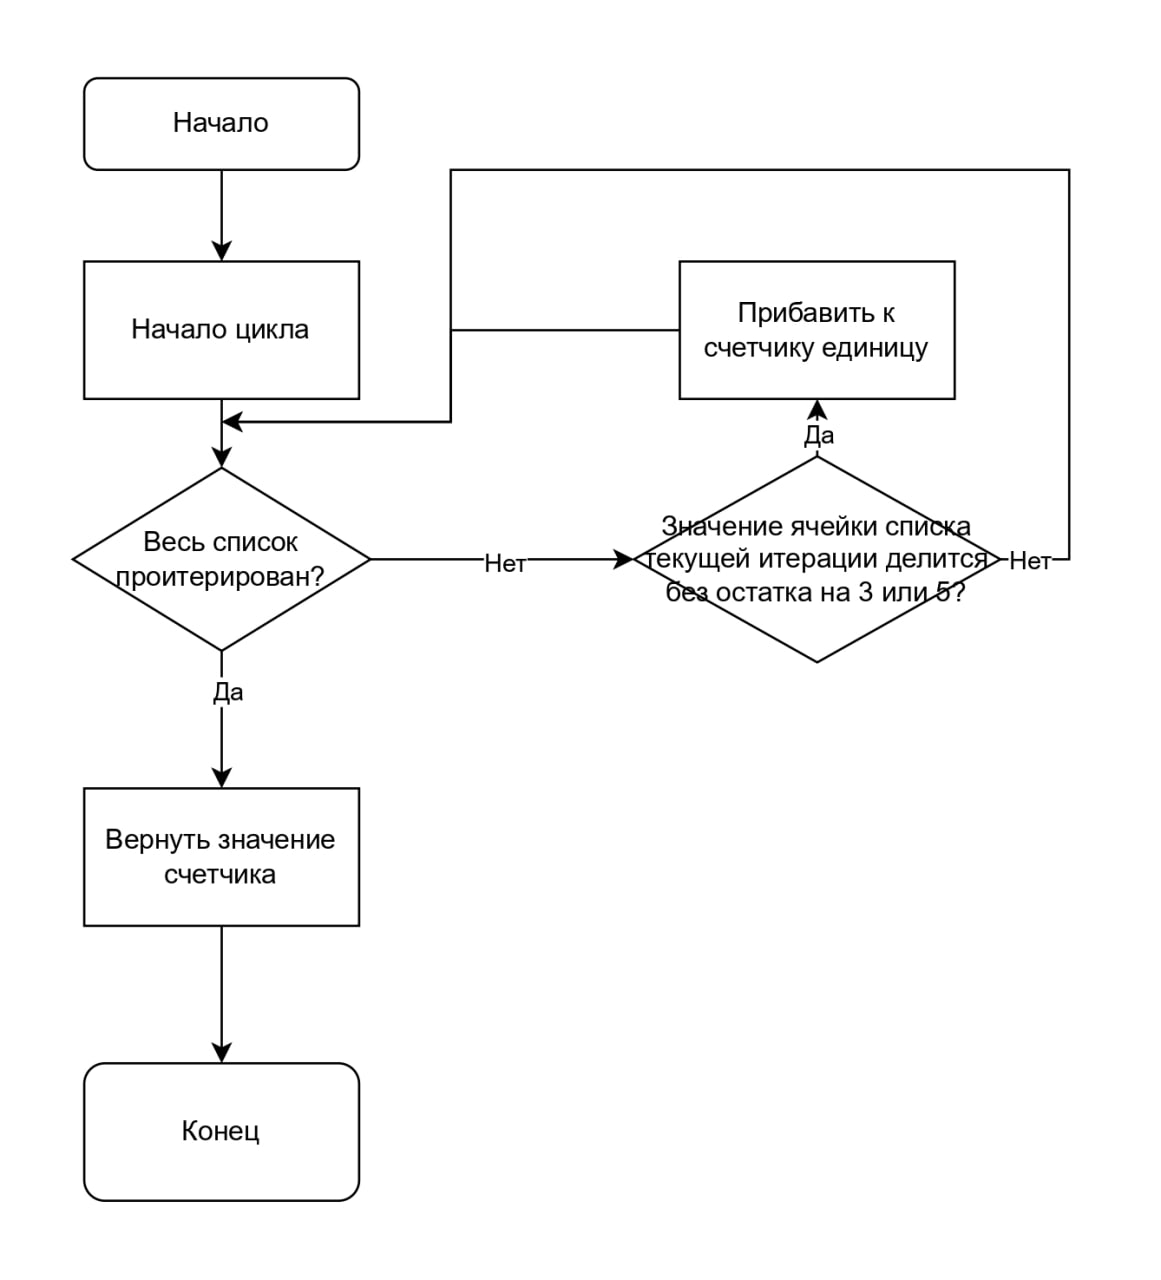 Начало
Начало цикла
Прибавить к
счетчику единицу
Да
Весь список
проитерирован?
Нет
Значение ячейки списка
текущей итерации делится
без остатка на 3 или 5?
Нет
Да
Вернуть значение
счетчика
Конец